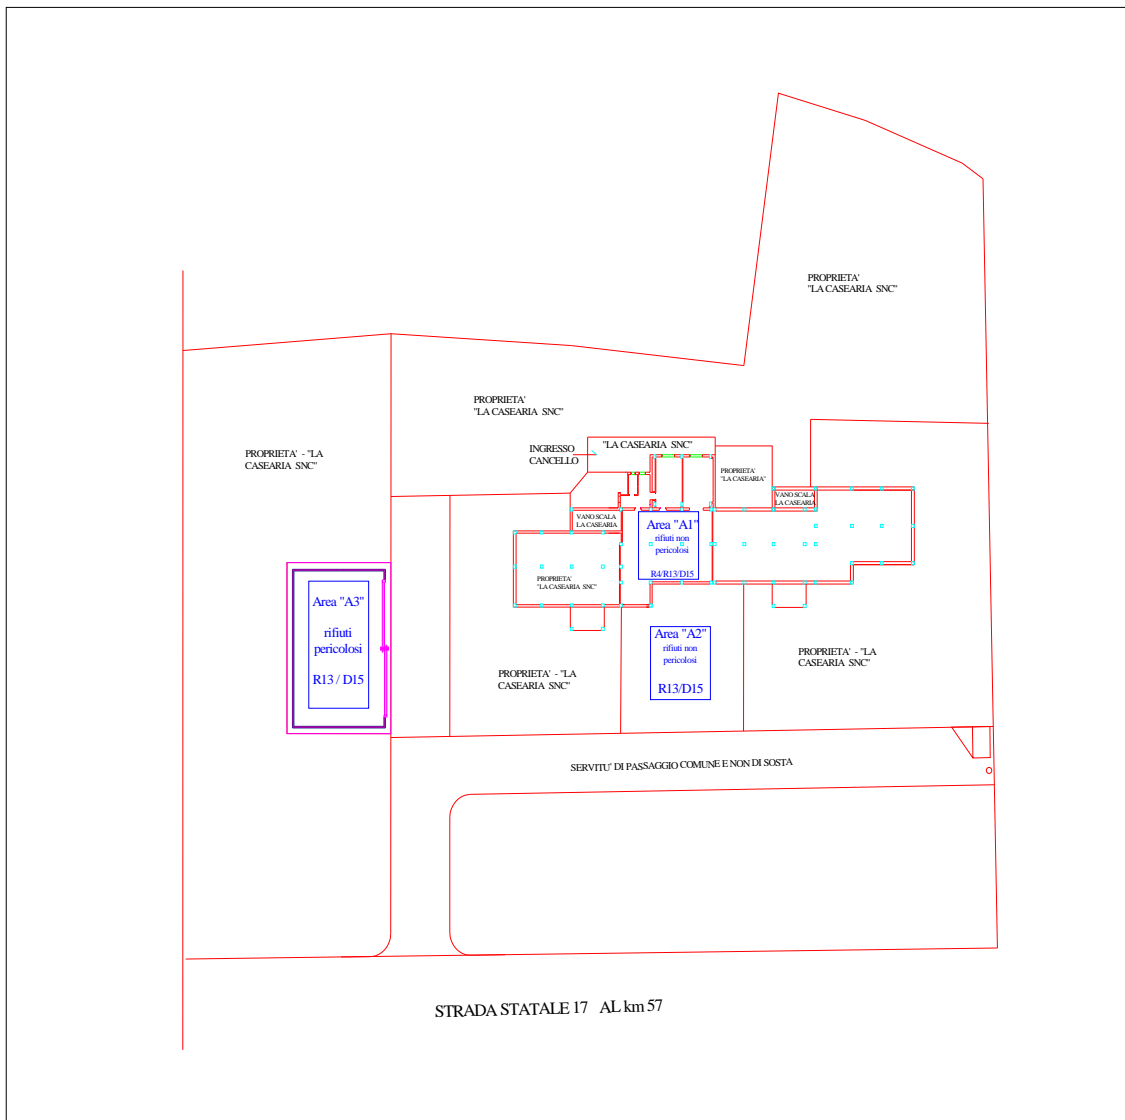 PROPRIETA'
"LA CASEARIA SNC"
PROPRIETA'
"LA CASEARIA SNC"
PROPRIETA' - "LA
CASEARIA SNC"
INGRESSO
CANCELLO
"LA CASEARIA SNC"
PROPRIETA'
"LA CASEARIA"
VANO SCALA
LA CASEARIA
VANO SCALA
LA CASEARIA
Area "A1"
rifiuti non
pericolosi
R4/R13/D15
PROPRIETA'
"LA CASEARIA SNC"
Area "A3"
rifiuti
pericolosi
R13 / D15
Area "A2"
rifiuti non
pericolosi
R13/D15
PROPRIETA' - "LA
CASEARIA SNC"
PROPRIETA' - "LA
CASEARIA SNC"
SERVITU' DI PASSAGGIO COMUNE E NON DI SOSTA
STRADA STATALE 17 AL km 57